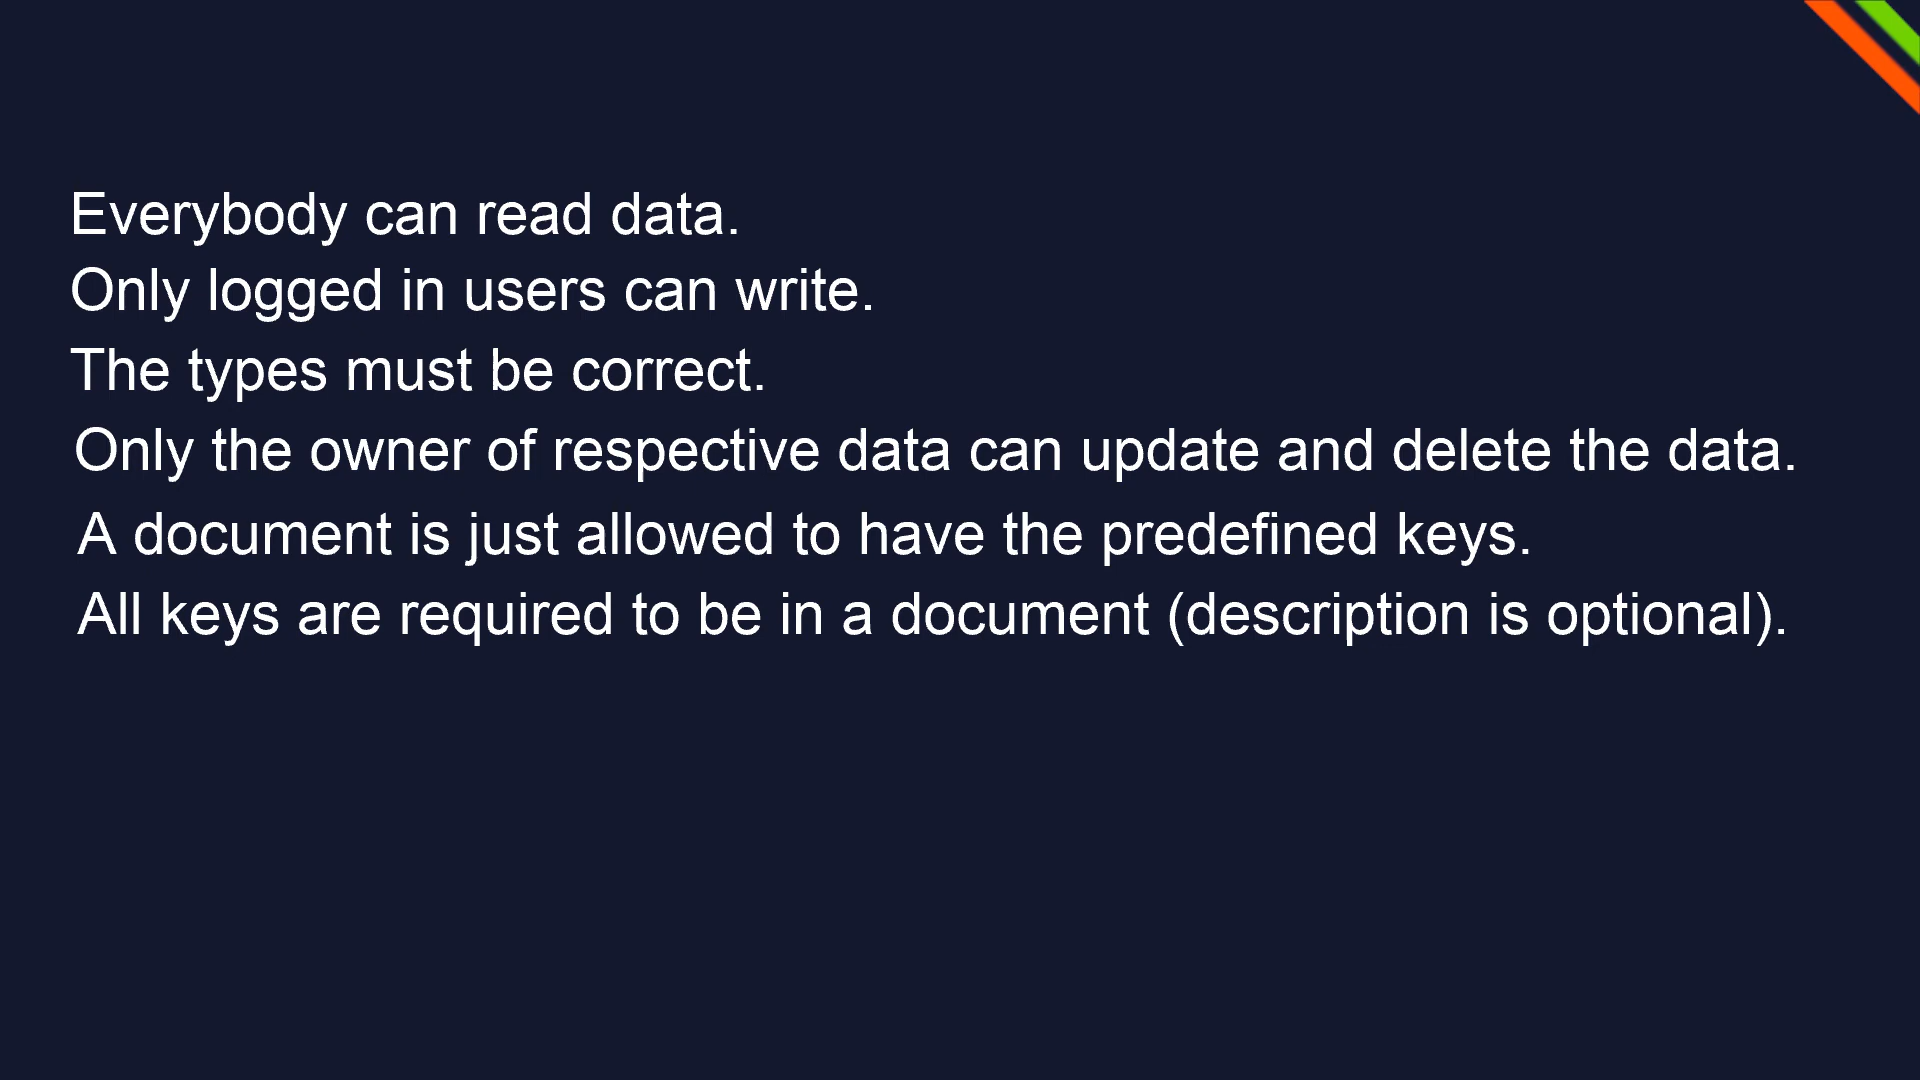 Everybody can read data.
Only logged in users can write.
The types must be correct.
Only the owner of respective data can update and delete the data.
A document is just allowed to have the predefined keys.
All keys are required to be in a document (description is optional).